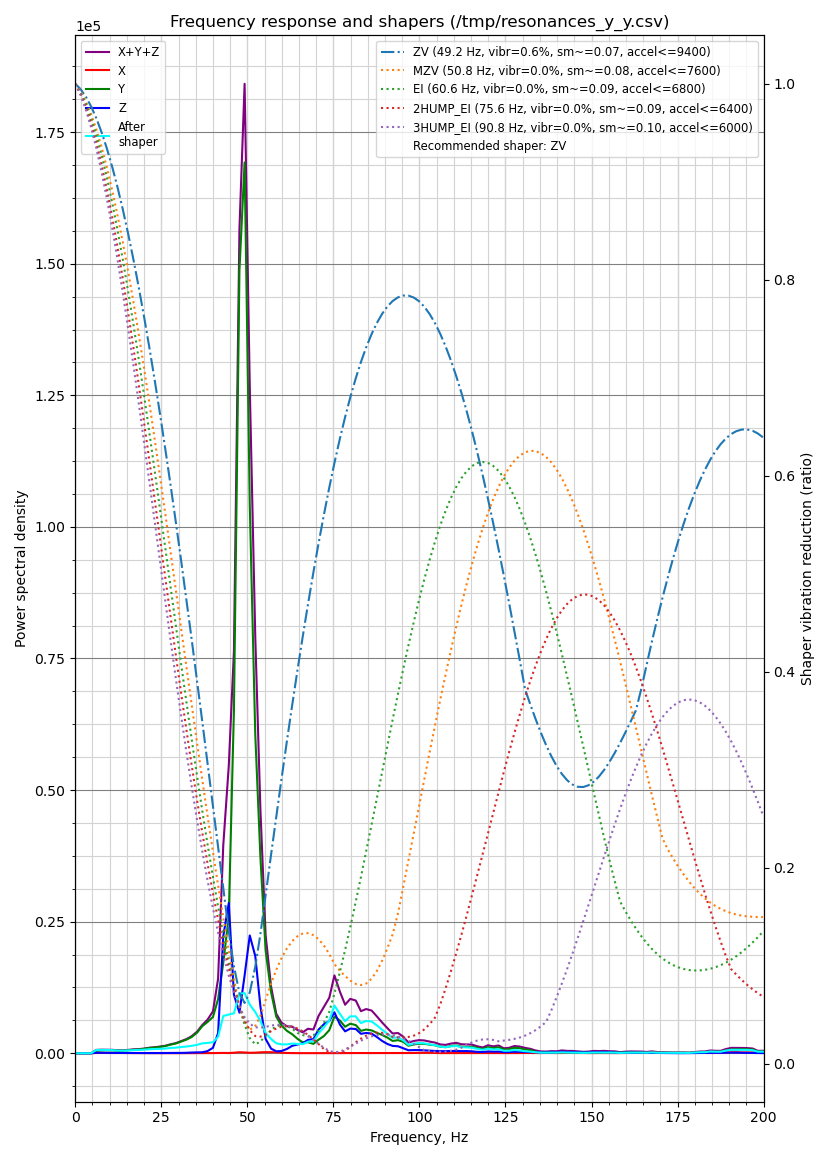 Frequency response and shapers (/tmp/resonances_y_y.csv)
1e5
X+Y+Z
X
Y
Z
After
shaper
ZV (49.2 Hz, vibr=0.6%, sm~=0.07, accel<=9400)
MZV (50.8 Hz, vibr=0.0%, sm~=0.08, accel<=7600)
EI (60.6 Hz, vibr=0.0%, sm~=0.09, accel<=6800)
2HUMP_EI (75.6 Hz, vibr=0.0%, sm~=0.09, accel<=6400)
3HUMP_EI (90.8 Hz, vibr=0.0%, sm~=0.10, accel<=6000)
Recommended shaper: ZV
Power spectral density
1.75
1.50
1.25
1.00
0.75
0.50
0.25
0.00
1.0
0.8
0.6
0.4
0.2
0.0
Shaper vibration reduction (ratio)
0 25 50 75 100 125 150 175 200
Frequency, Hz